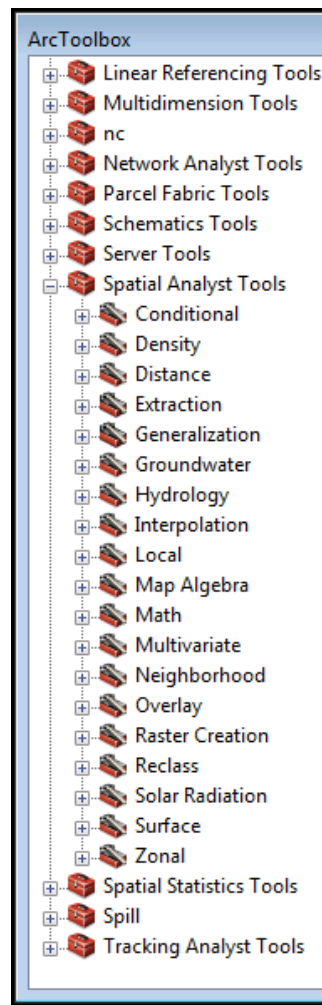 ArcToolbox
Linear Referencing Tools
Multidimension Tools
nc
Network Analyst Tools
Parcel Fabric Tools
Schematics Tools
Server Tools
Spatial Analyst Tools
Conditional
Density
Distance
Extraction
Generalization
Groundwater
Hydrology
Interpolation
Local
Map Algebra
Math
Multivariate
Neighborhood
Overlay
Raster Creation
Reclass
Solar Radiation
Surface
Zonal
Spatial Statistics Tools
Spill
Tracking Analyst Tools